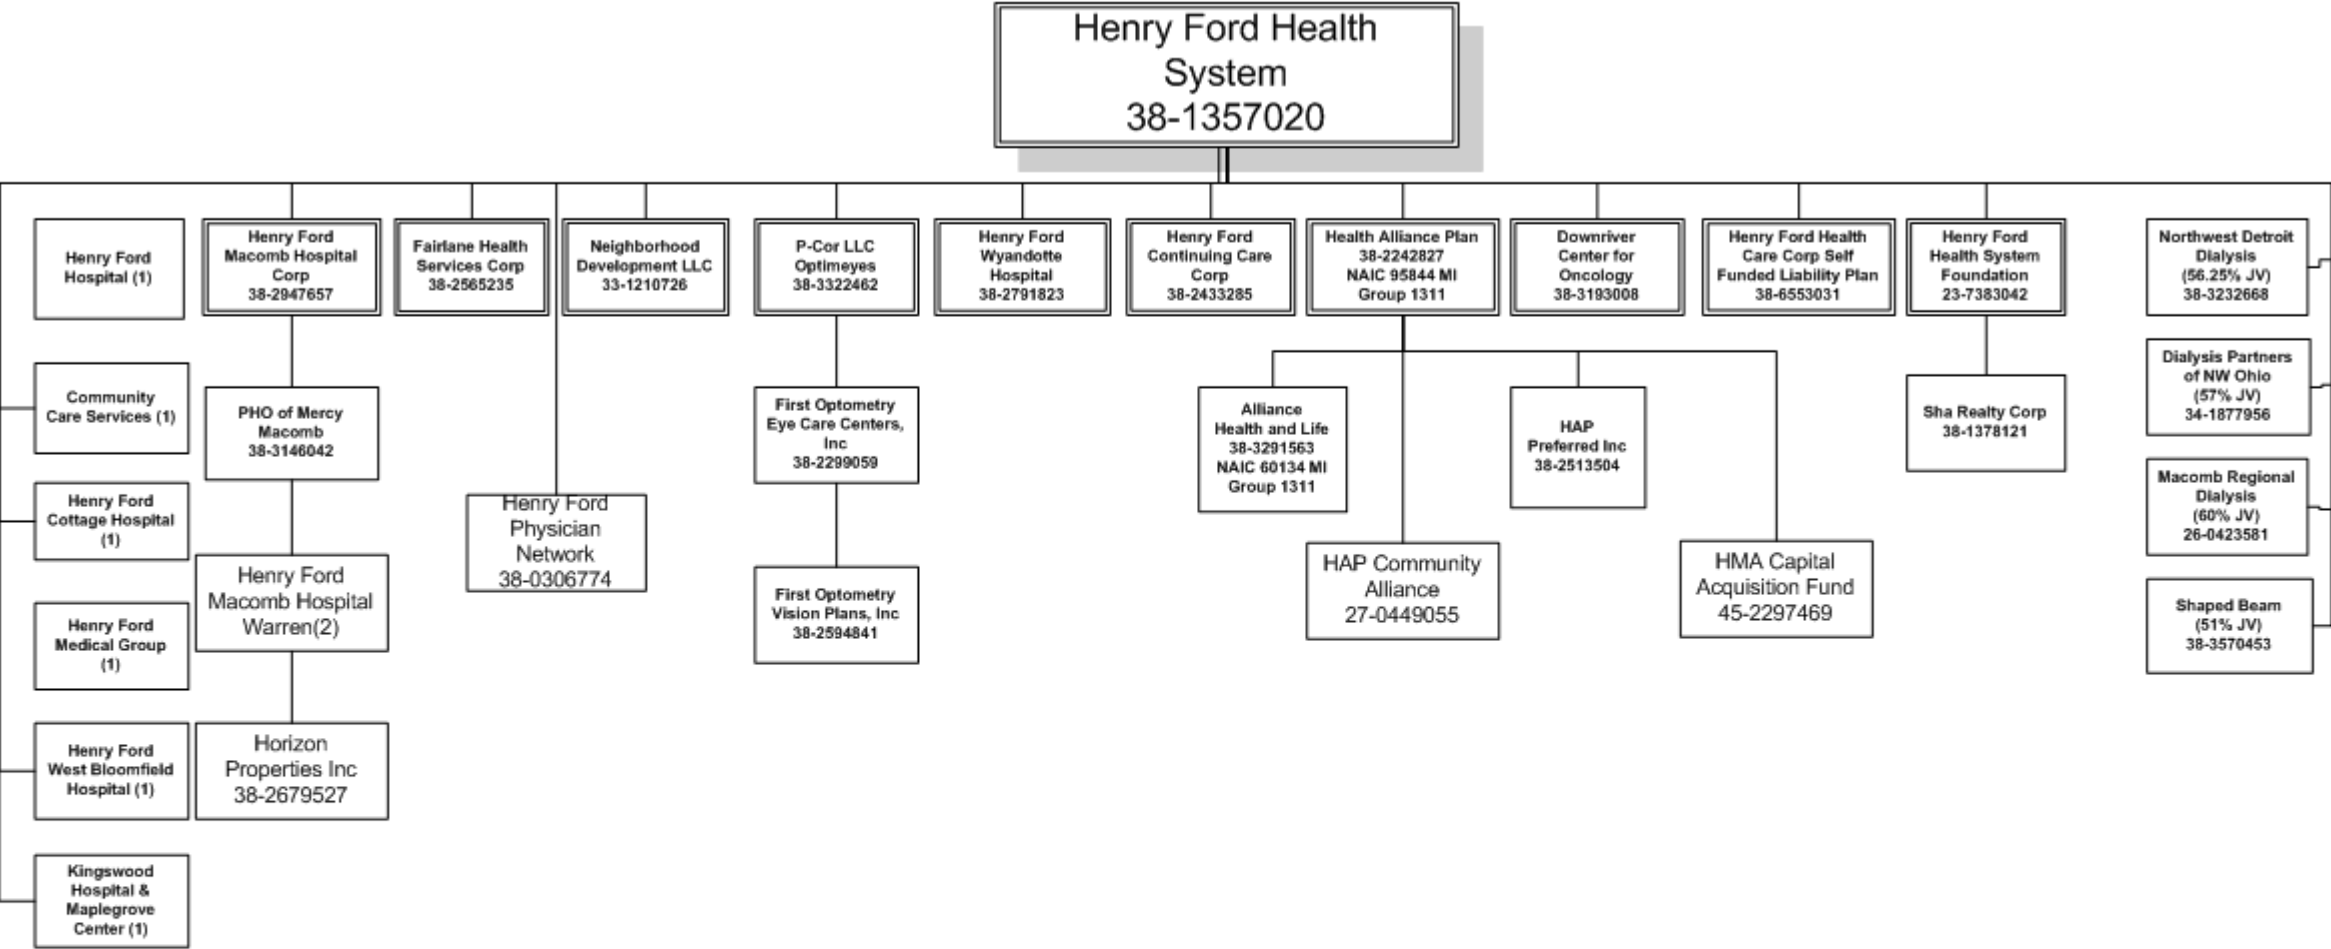 Henry Ford Health
System
38-1357020
Henry Ford
Hospital (1)
Henry Ford
Macomb Hospital
Corp
38-2947657
Fairlane Health
Services Corp
38-2565235
Neighborhood
Development LLC
33-1210726
P-Cor LLC
Optimeyes
38-3322462
Henry Ford
Wyandotte
Hospital
38-2791823
Henry Ford
Continuing Care
Corp
38-2433285
Health Alliance Plan
38-2242827
NAIC 95844 MI
Group 1311
Downriver
Center for
Oncology
38-3193008
Henry Ford Health
Care Corp Self
Funded Liability Plan
38-6553031
Henry Ford
Health System
Foundation
23-7383042
Northwest Detroit
Dialysis
(56.25% JV)
38-3232668
Community
Care Services (1)
PHO of Mercy
Macomb
38-3146042
First Optometry
Eye Care Centers,
Inc
38-2299059
Alliance
Health and Life
38-3291563
NAIC 60134 MI
Group 1311
HAP
Preferred Inc
38-2513504
Sha Realty Corp
38-1378121
Dialysis Partners
of NW Ohio
(57% JV)
34-1877956
Henry Ford
Cottage Hospital
(1)
Henry Ford
Physician
Network
38-0306774
Macomb Regional
Dialysis
(60% JV)
26-0423581
Henry Ford
Medical Group
(1)
Henry Ford
Macomb Hospital
Warren(2)
First Optometry
Vision Plans, Inc
38-2594841
HAP Community
Alliance
27-0449055
HMA Capital
Acquisition Fund
45-2297469
Shaped Beam
(51% JV)
38-3570453
Henry Ford
West Bloomfield
Hospital (1)
Horizon
Properties Inc
38-2679527
Kingswood
Hospital &
Maplegrove
Center (1)